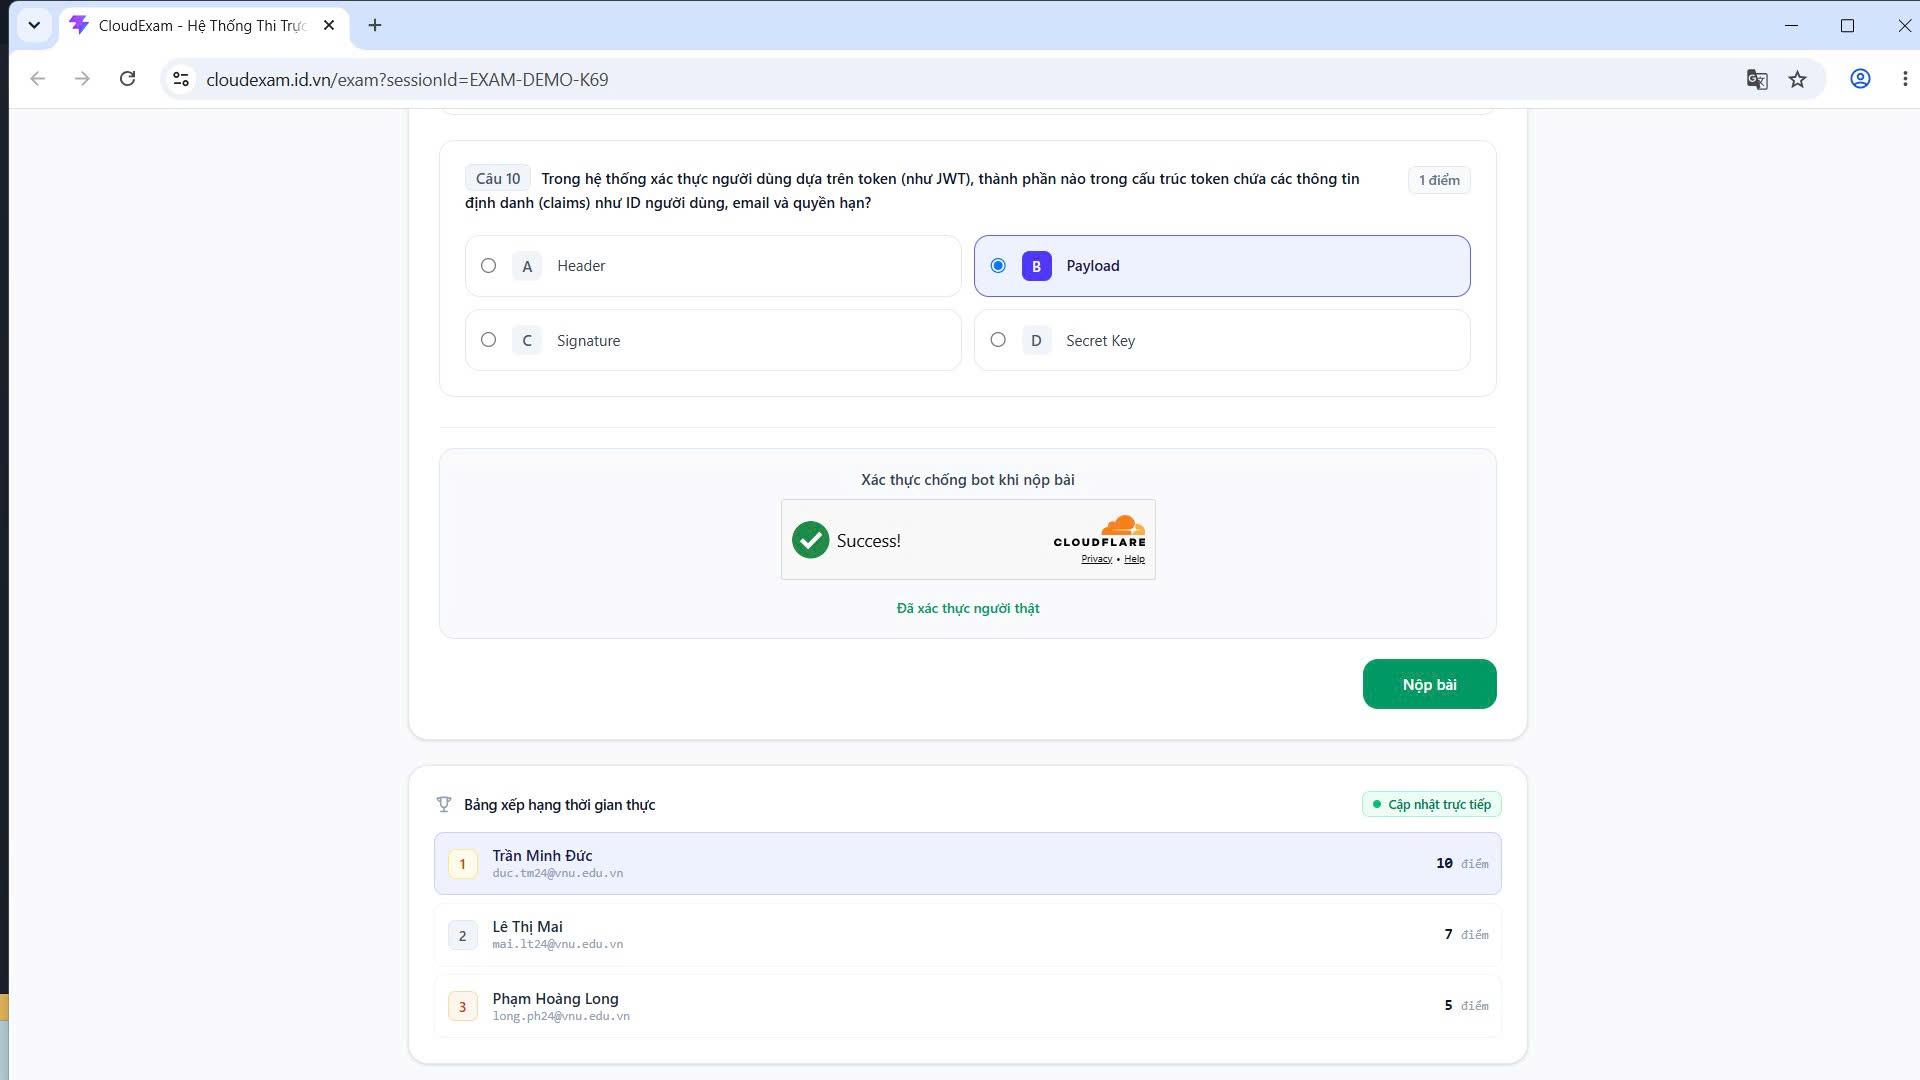 CloudExam - Hệ Thống Thi Trực
cloudexam.id.vn/exam?sessionId=EXAM-DEMO-K69
Câu 10 Trong hệ thống xác thực người dùng dựa trên token (như JWT), thành phần nào trong cấu trúc token chứa các thông tin
định danh (claims) như ID người dùng, email và quyền hạn?
1 điểm
A Header
B Payload
C Signature
D Secret Key
Xác thực chống bot khi nộp bài
Success!
CLOUDFLARE
Privacy • Help
Đã xác thực người thật
Nộp bài
Bảng xếp hạng thời gian thực
Cập nhật trực tiếp
1 Trần Minh Đức
duc.tm24@vnu.edu.vn
10 điểm
2 Lê Thị Mai
mai.lt24@vnu.edu.vn
7 điểm
3 Phạm Hoàng Long
long.ph24@vnu.edu.vn
5 điểm